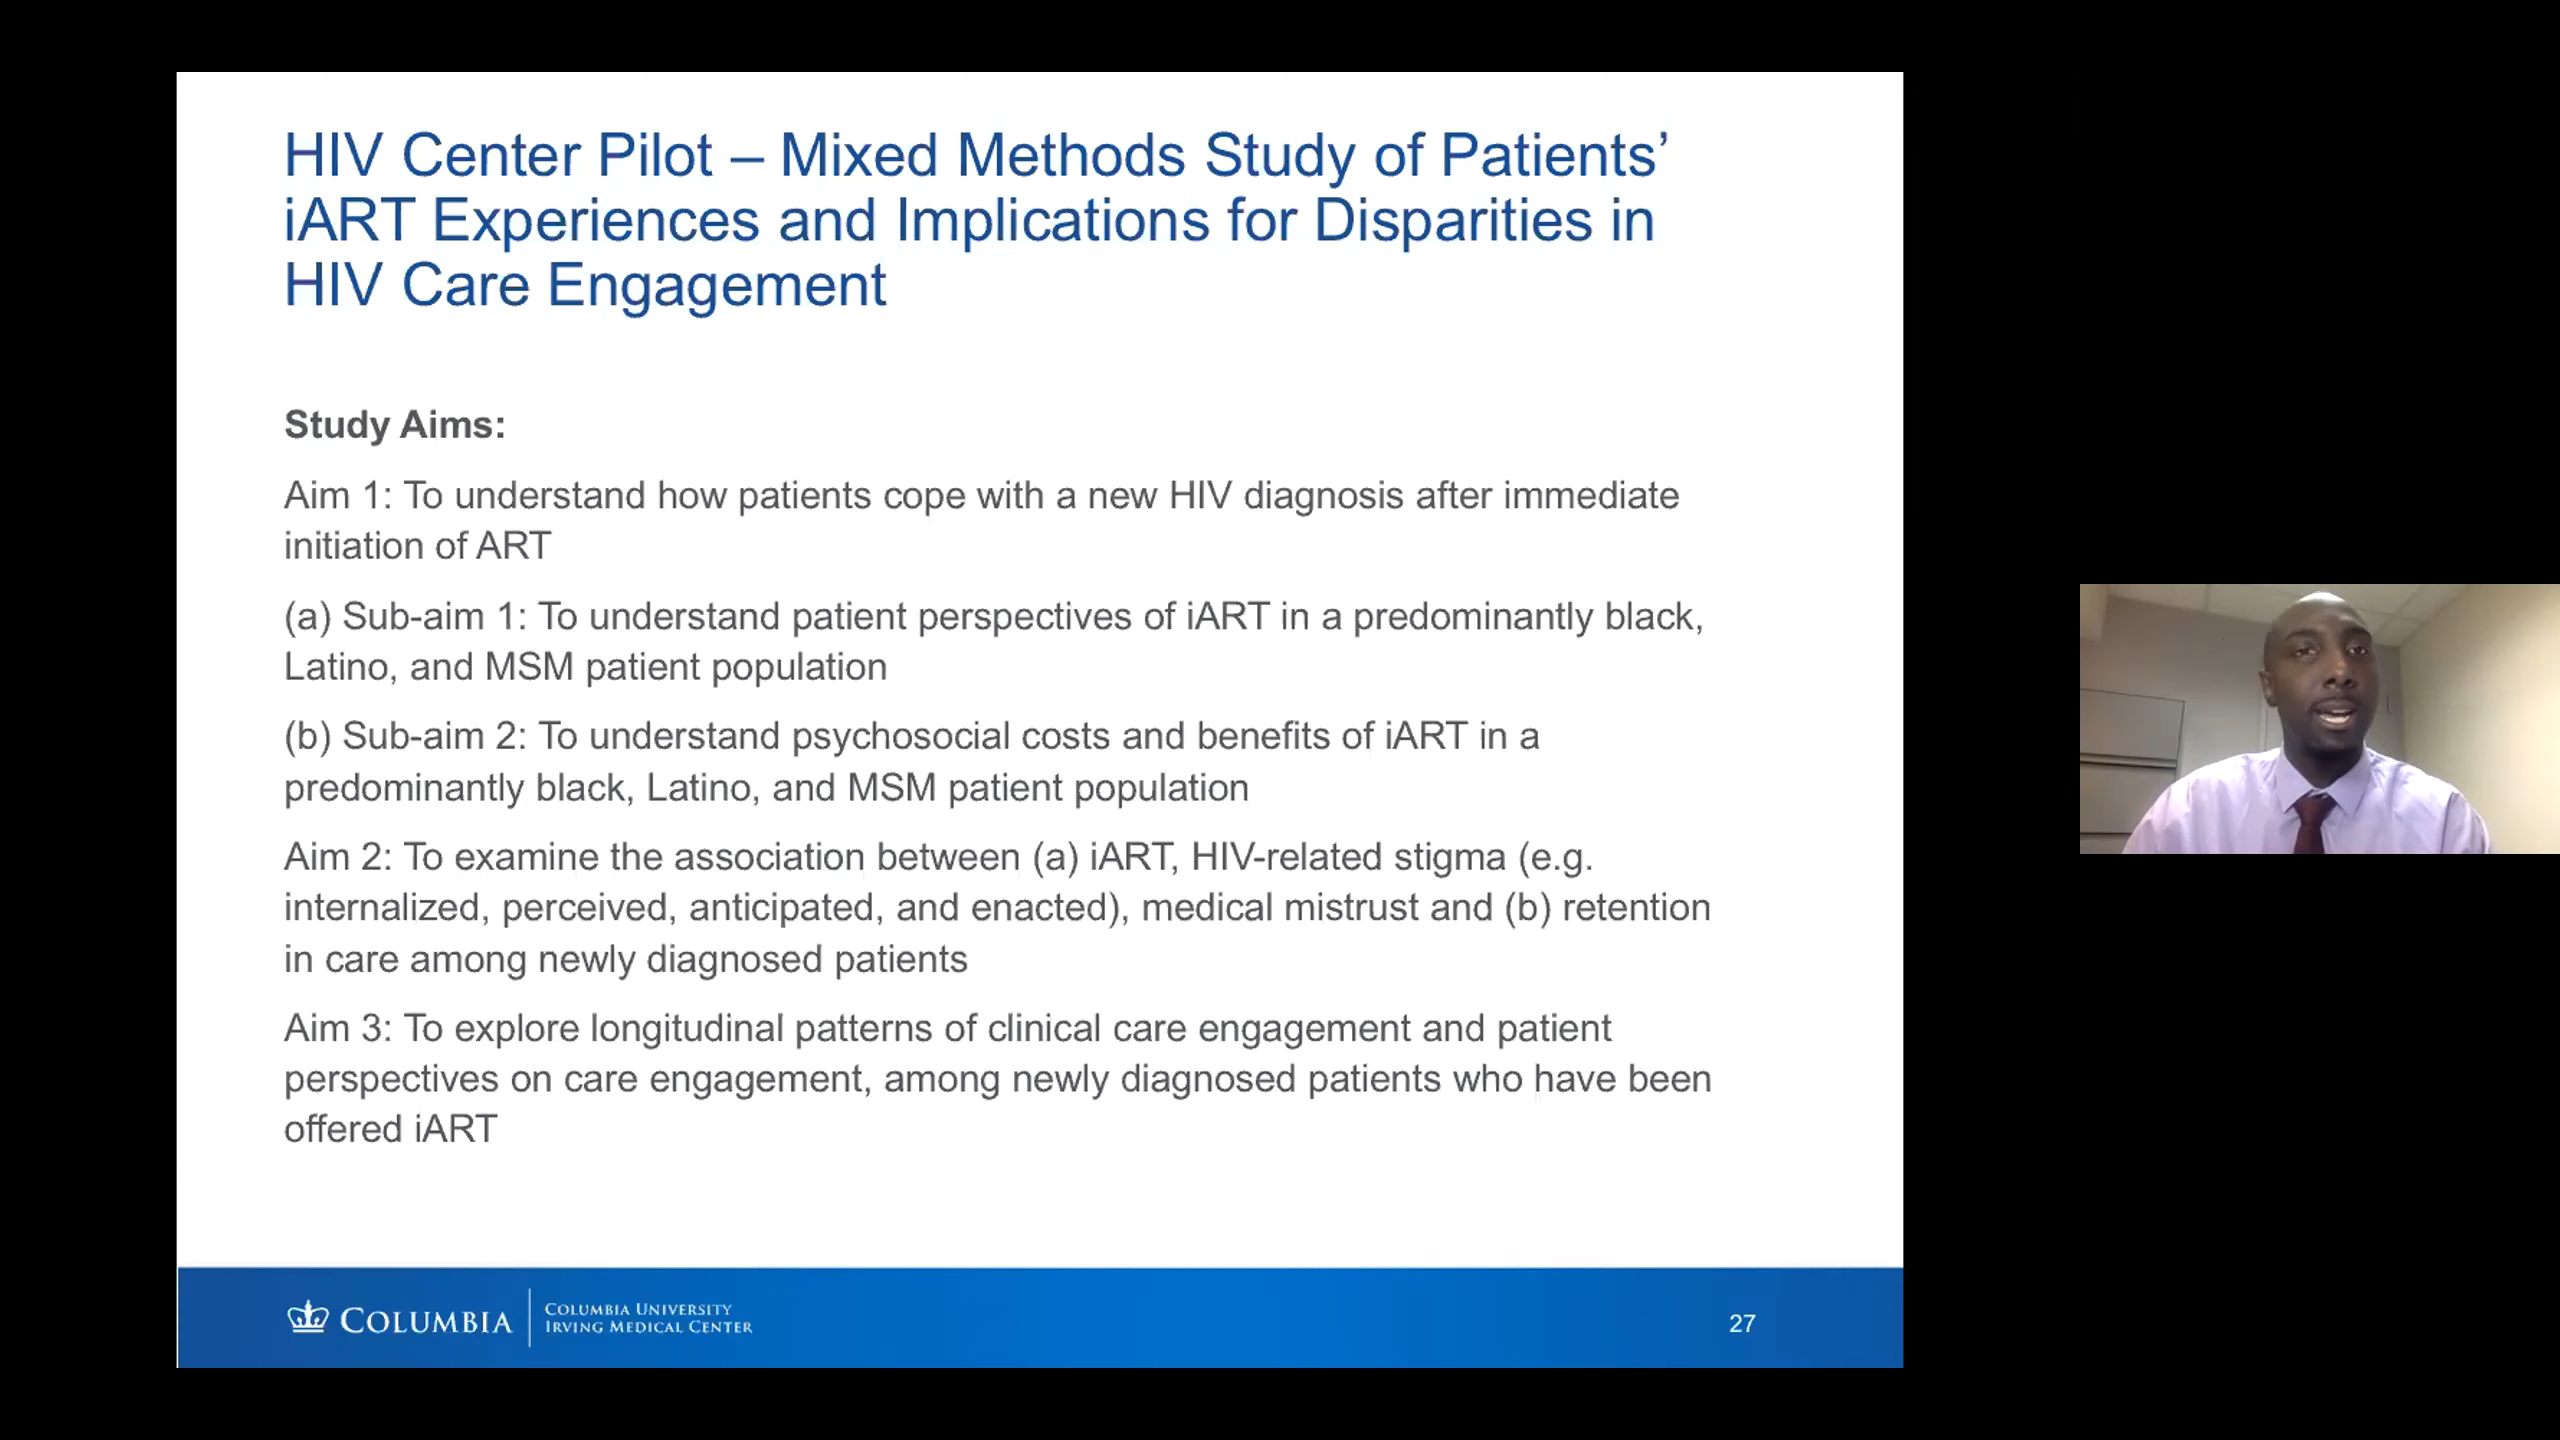 HIV Center Pilot – Mixed Methods Study of Patients’
iART Experiences and Implications for Disparities in
HIV Care Engagement
Study Aims:
Aim 1: To understand how patients cope with a new HIV diagnosis after immediate
initiation of ART
(a) Sub-aim 1: To understand patient perspectives of iART in a predominantly black,
Latino, and MSM patient population
(b) Sub-aim 2: To understand psychosocial costs and benefits of iART in a
predominantly black, Latino, and MSM patient population
Aim 2: To examine the association between (a) iART, HIV-related stigma (e.g.
internalized, perceived, anticipated, and enacted), medical mistrust and (b) retention
in care among newly diagnosed patients
Aim 3: To explore longitudinal patterns of clinical care engagement and patient
perspectives on care engagement, among newly diagnosed patients who have been
offered iART
COLUMBIA
COLUMBIA UNIVERSITY
IRVING MEDICAL CENTER
27